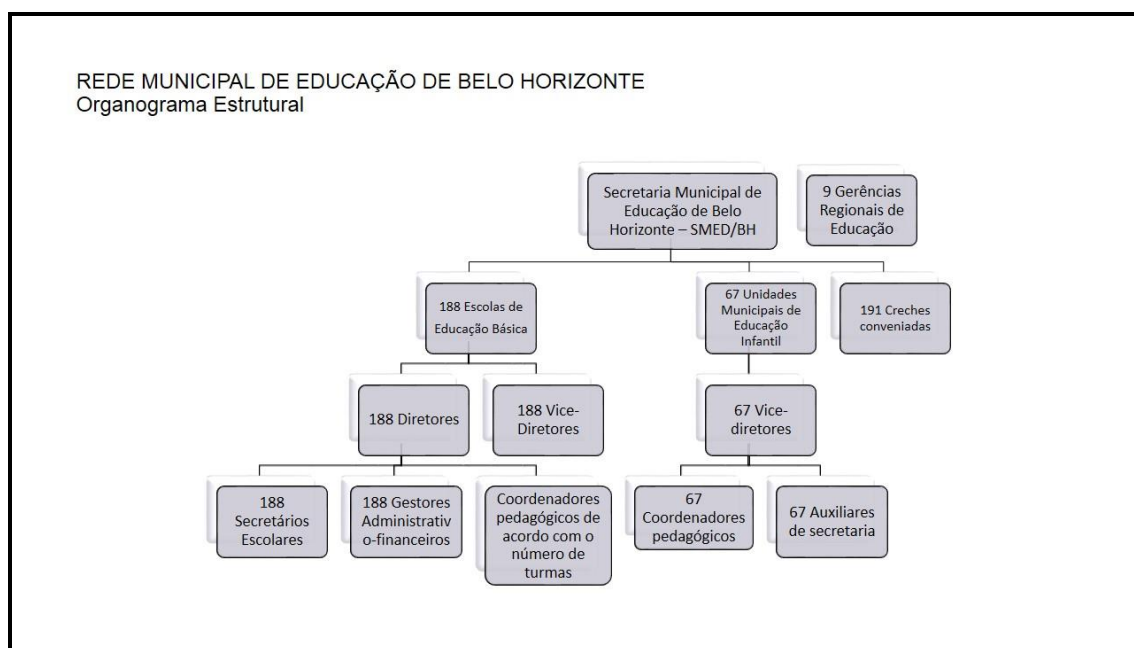 REDE MUNICIPAL DE EDUCAÇÃO DE BELO HORIZONTE
Organograma Estrutural
Secretaria Municipal de
Educação de Belo
Horizonte – SMED/BH
9 Gerências
Regionais de
Educação
188 Escolas de
Educação Básica
67 Unidades
Municipais de
Educação
Infantil
191 Creches
conveniadas
188 Diretores
188 Vice-
Diretores
67 Vice-
diretores
188
Secretários
Escolares
188 Gestores
Administrativ
o-financeiros
Coordenadores
pedagógicos de
acordo com o
número de
turmas
67
Coordenadores
pedagógicos
67 Auxiliares
de secretaria